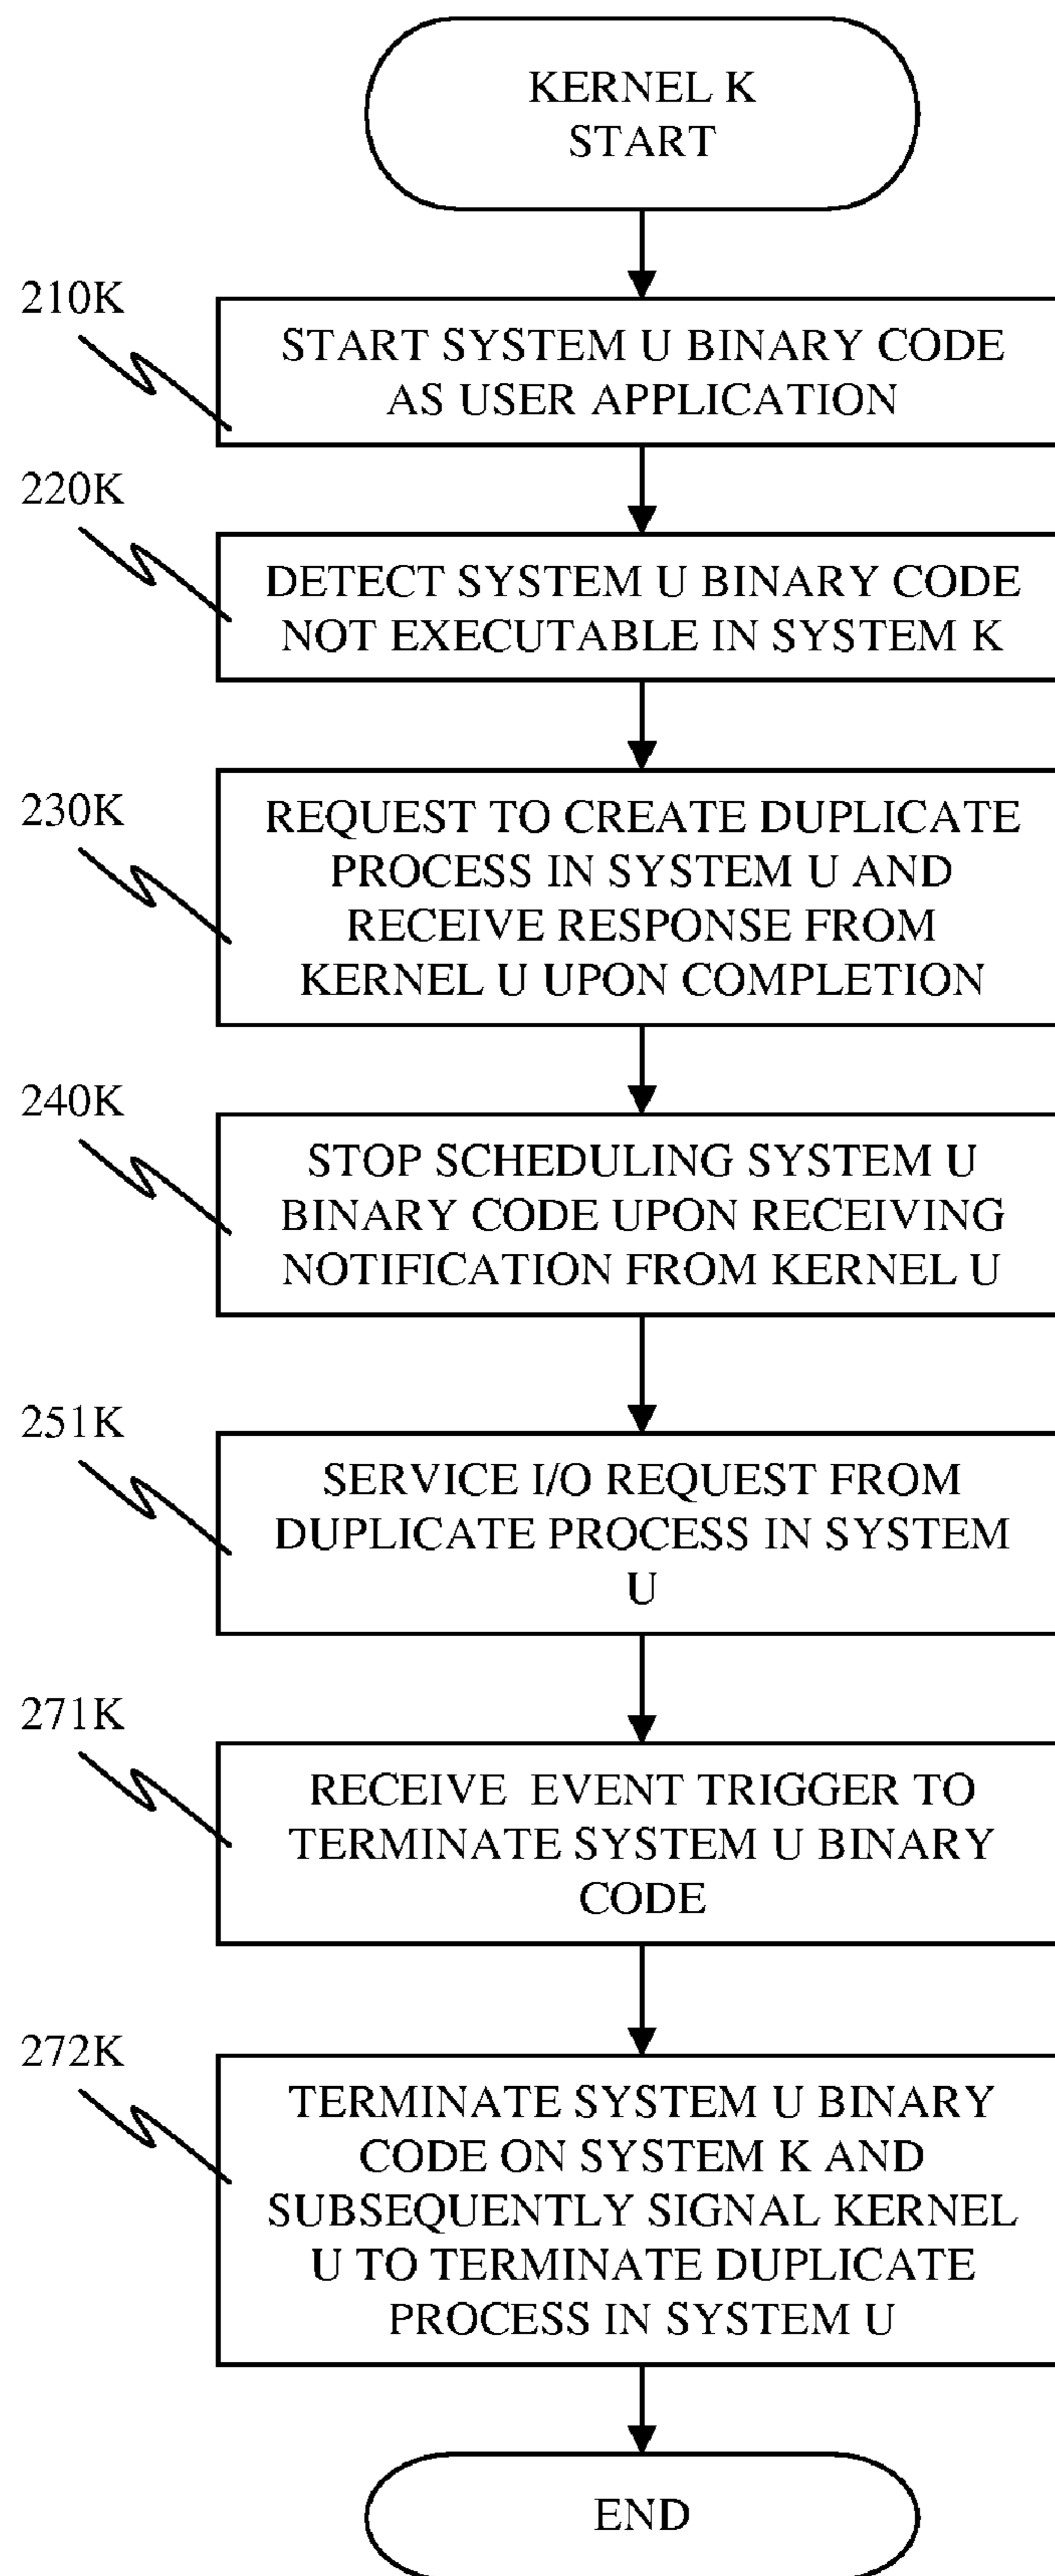 KERNEL K
START
210K
START SYSTEM U BINARY CODE
AS USER APPLICATION
220K
DETECT SYSTEM U BINARY CODE
NOT EXECUTABLE IN SYSTEM K
230K
REQUEST TO CREATE DUPLICATE
PROCESS IN SYSTEM U AND
RECEIVE RESPONSE FROM
KERNEL U UPON COMPLETION
240K
STOP SCHEDULING SYSTEM U
BINARY CODE UPON RECEIVING
NOTIFICATION FROM KERNEL U
251K
SERVICE I/O REQUEST FROM
DUPLICATE PROCESS IN SYSTEM
U
271K
RECEIVE EVENT TRIGGER TO
TERMINATE SYSTEM U BINARY
CODE
272K
TERMINATE SYSTEM U BINARY
CODE ON SYSTEM K AND
SUBSEQUENTLY SIGNAL KERNEL
U TO TERMINATE DUPLICATE
PROCESS IN SYSTEM U
END